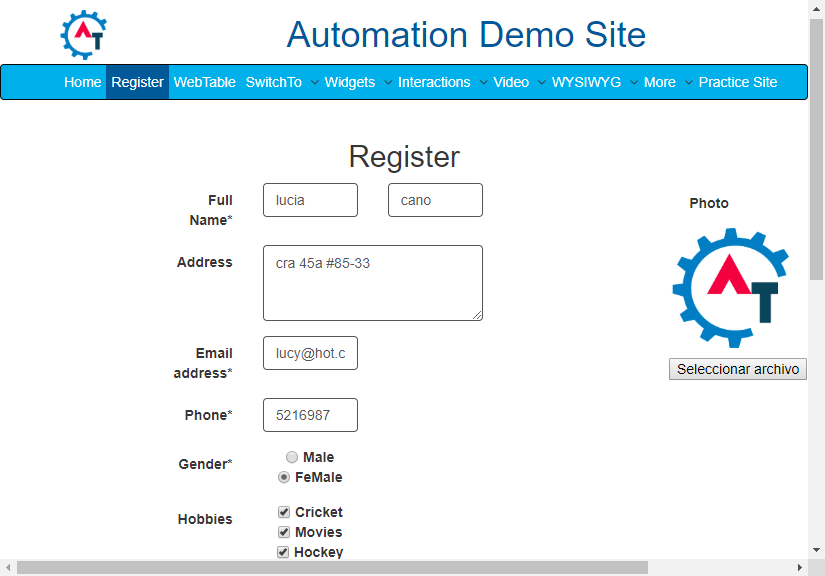 AT
Automation Demo Site
Home Register WebTable SwitchTo Widgets Interactions Video WYSIWYG More Practice Site
Register
Full Name* lucia cano
Photo
Address cra 45a #85-33
AT
Email address* lucy@hot.c
Seleccionar archivo
Phone* 5216987
Gender* Male
FeMale
Hobbies Cricket
Movies
Hockey